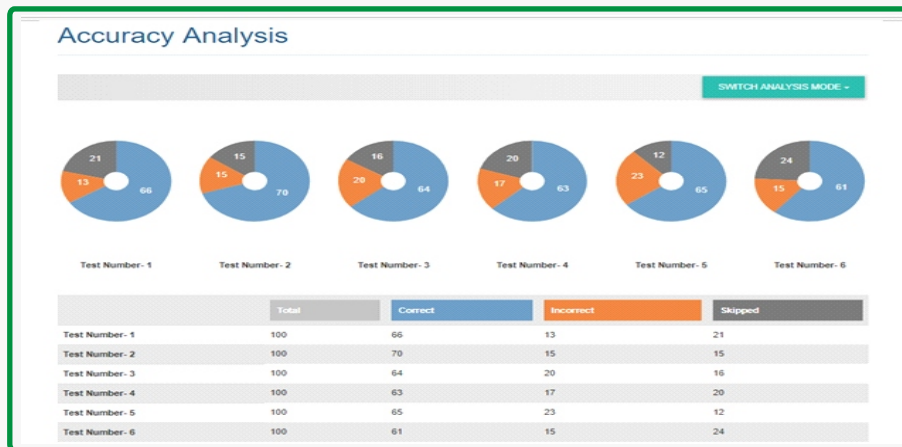 Accuracy Analysis
SWITCH ANALYSIS MODE
21
13
66
15
15
70
16
20
64
20
17
63
12
23
65
24
15
61
Test Number- 1
Test Number- 2
Test Number- 3
Test Number- 4
Test Number- 5
Test Number- 6
Total Correct Incorrect Skipped
Test Number- 1 100 66 13 21
Test Number- 2 100 70 15 15
Test Number- 3 100 64 20 16
Test Number- 4 100 63 17 20
Test Number- 5 100 65 23 12
Test Number- 6 100 61 15 24